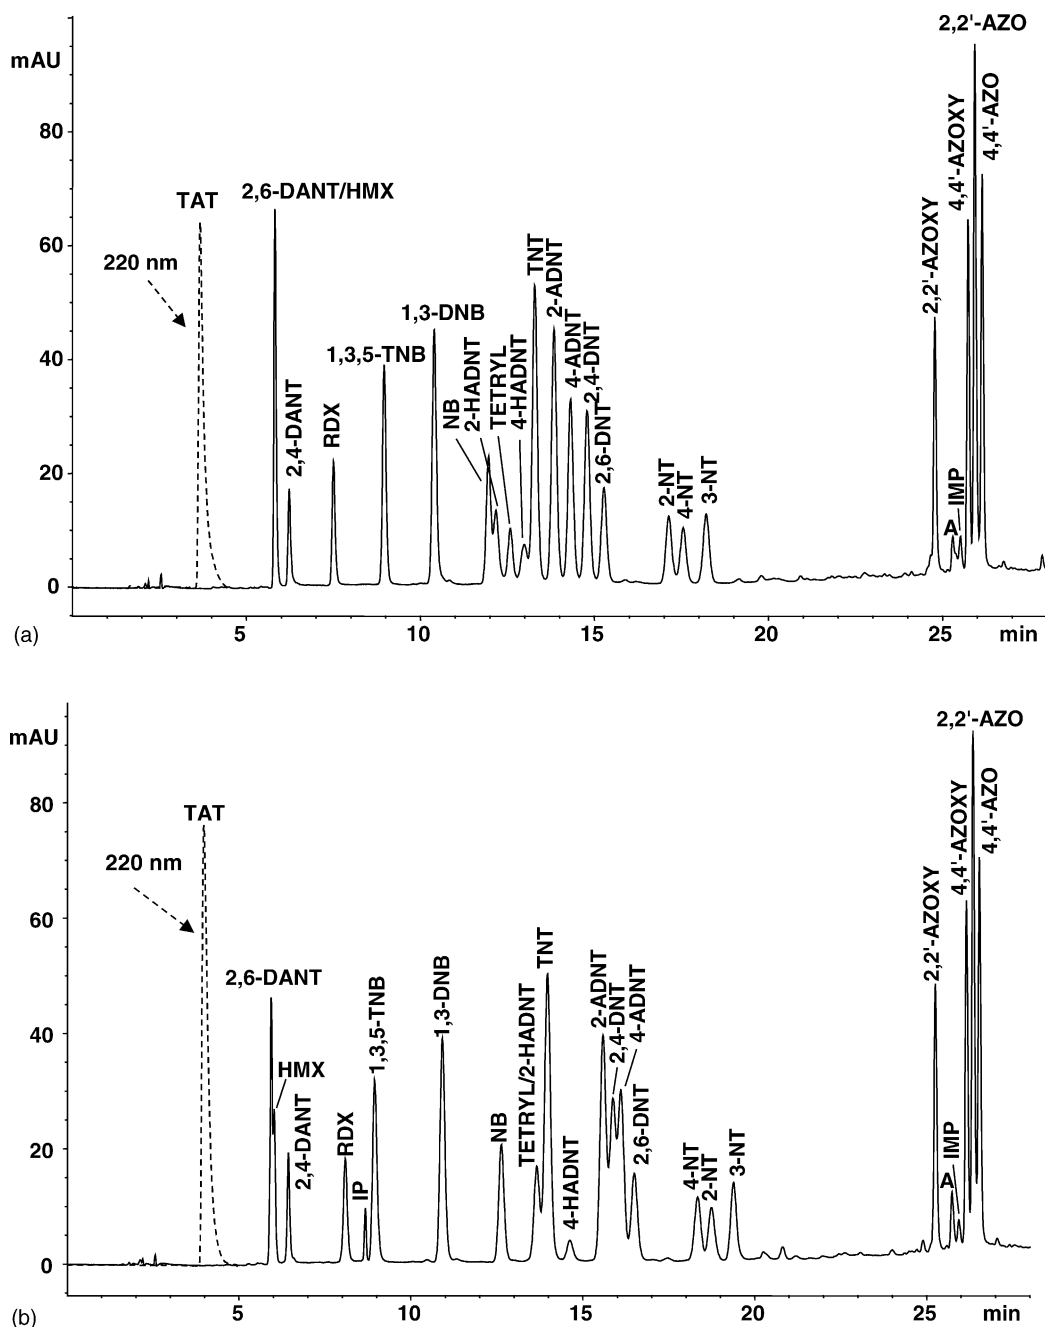 2,2'-AZO
mAU
4,4'-AZOXY
4,4'-AZO
80
2,6-DANT/HMX
TAT
2,2'-AZOXY
60
220 nm
TNT
2-ADNT
1,3-DNB
1,3,5-TNB
40
NB
2-HADNT
TETRYL
4-HADNT
4-ADNT
2,4-DNT
2,6-DNT
2,4-DANT
RDX
20
2-NT
4-NT
3-NT
A
IMP
0
5
10
15
20
25
min
(a)
2,2'-AZO
mAU
4,4'-AZOXY
4,4'-AZO
80
TAT
220 nm
2,2'-AZOXY
60
2,6-DANT
TNT
1,3,5-TNB
1,3-DNB
2-ADNT
2,4-DNT
4-ADNT
40
HMX
TETRYL/2-HADNT
2,4-DANT
RDX
IP
NB
4-HADNT
2,6-DNT
20
4-NT
2-NT
3-NT
A
IMP
0
5
10
15
20
25
min
(b)